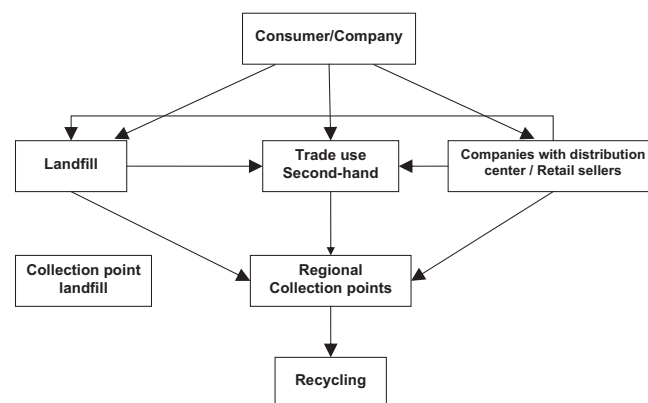 Consumer/Company
Landfill
Trade use
Second-hand
Companies with distribution
center / Retail sellers
Collection point
landfill
Regional
Collection points
Recycling